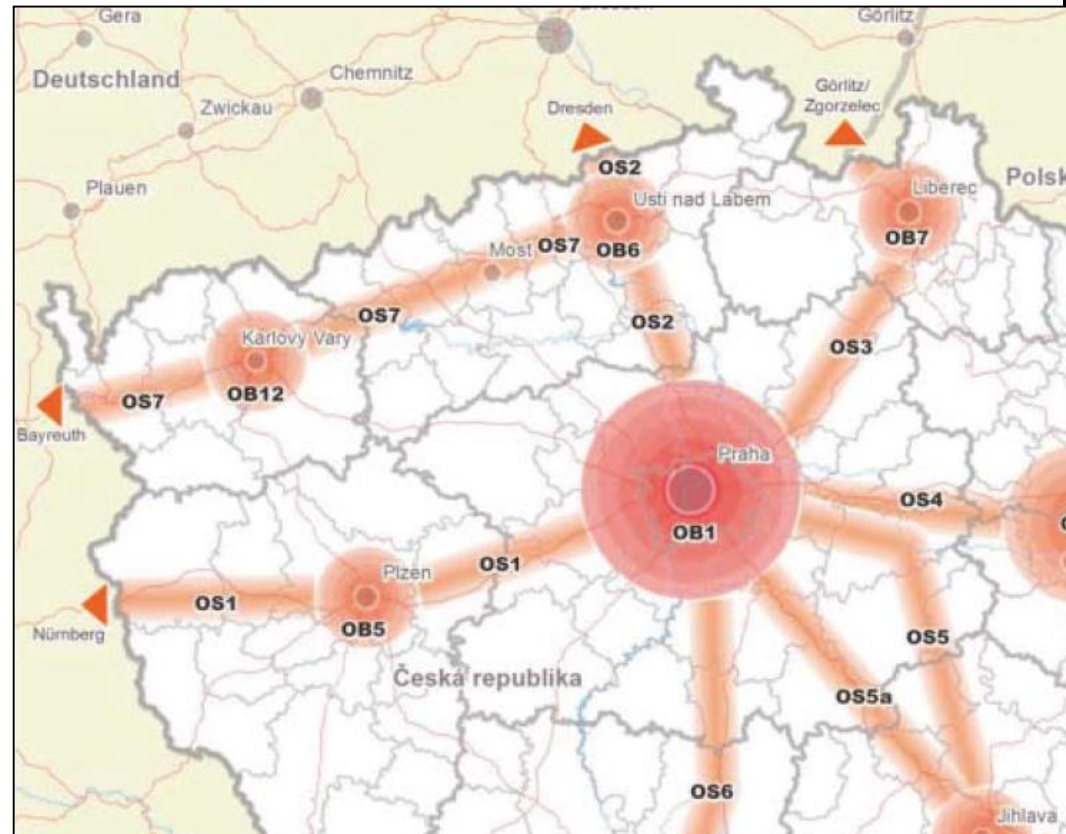 Gera
Görlitz
Deutschland
Chemnitz
Zwickau
Dresden
Görlitz/
Zgorzelec
Plauen
OS2
Liberec
Polsk
Usti nad Labem
OB6
OB7
Most
OS7
OS7
OS2
Karlovy Vary
OS3
OB12
OS7
Bayreuth
Praha
OB1
OS4
Plzen
OS1
OS1
OB5
Nürnberg
OS5
Česká republika
OS5a
OS6
Jihlava